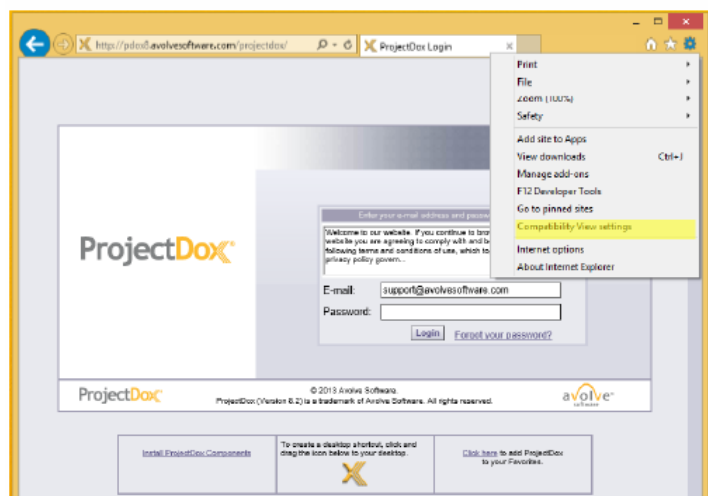 http://pdox8.avolvesoftware.com/projectdox/
ProjectDox Login
Print
File
Zoom (100%)
Safety
Add site to Apps
View downloads Ctrl+J
Manage add-ons
F12 Developer Tools
Go to pinned sites
Compatibility View settings
Internet options
About Internet Explorer
ProjectDox
Enter your e-mail address and passw
Welcome to our website. If you continue to brow
website you are agreeing to comply with and b
following terms and conditions of use, which to
privacy policy govern...
E-mail: support@avolvesoftware.com
Password:
Login Forgot your password?
ProjectDox
© 2013 Avolve Software.
ProjectDox (Version 8.2) is a trademark of Avolve Software. All rights reserved.
avolve
software
Install ProjectDox Components
To create a desktop shortcut, click and
drag the icon below to your desktop.
Click here to add ProjectDox
to your Favorites.